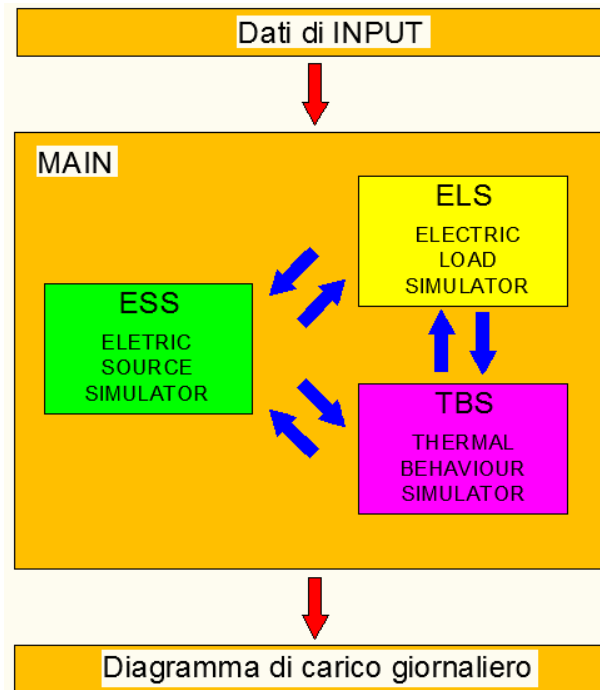 Dati di INPUT
MAIN
ELS
ELECTRIC
LOAD
SIMULATOR
ESS
ELETRIC
SOURCE
SIMULATOR
TBS
THERMAL
BEHAVIOUR
SIMULATOR
Diagramma di carico giornaliero